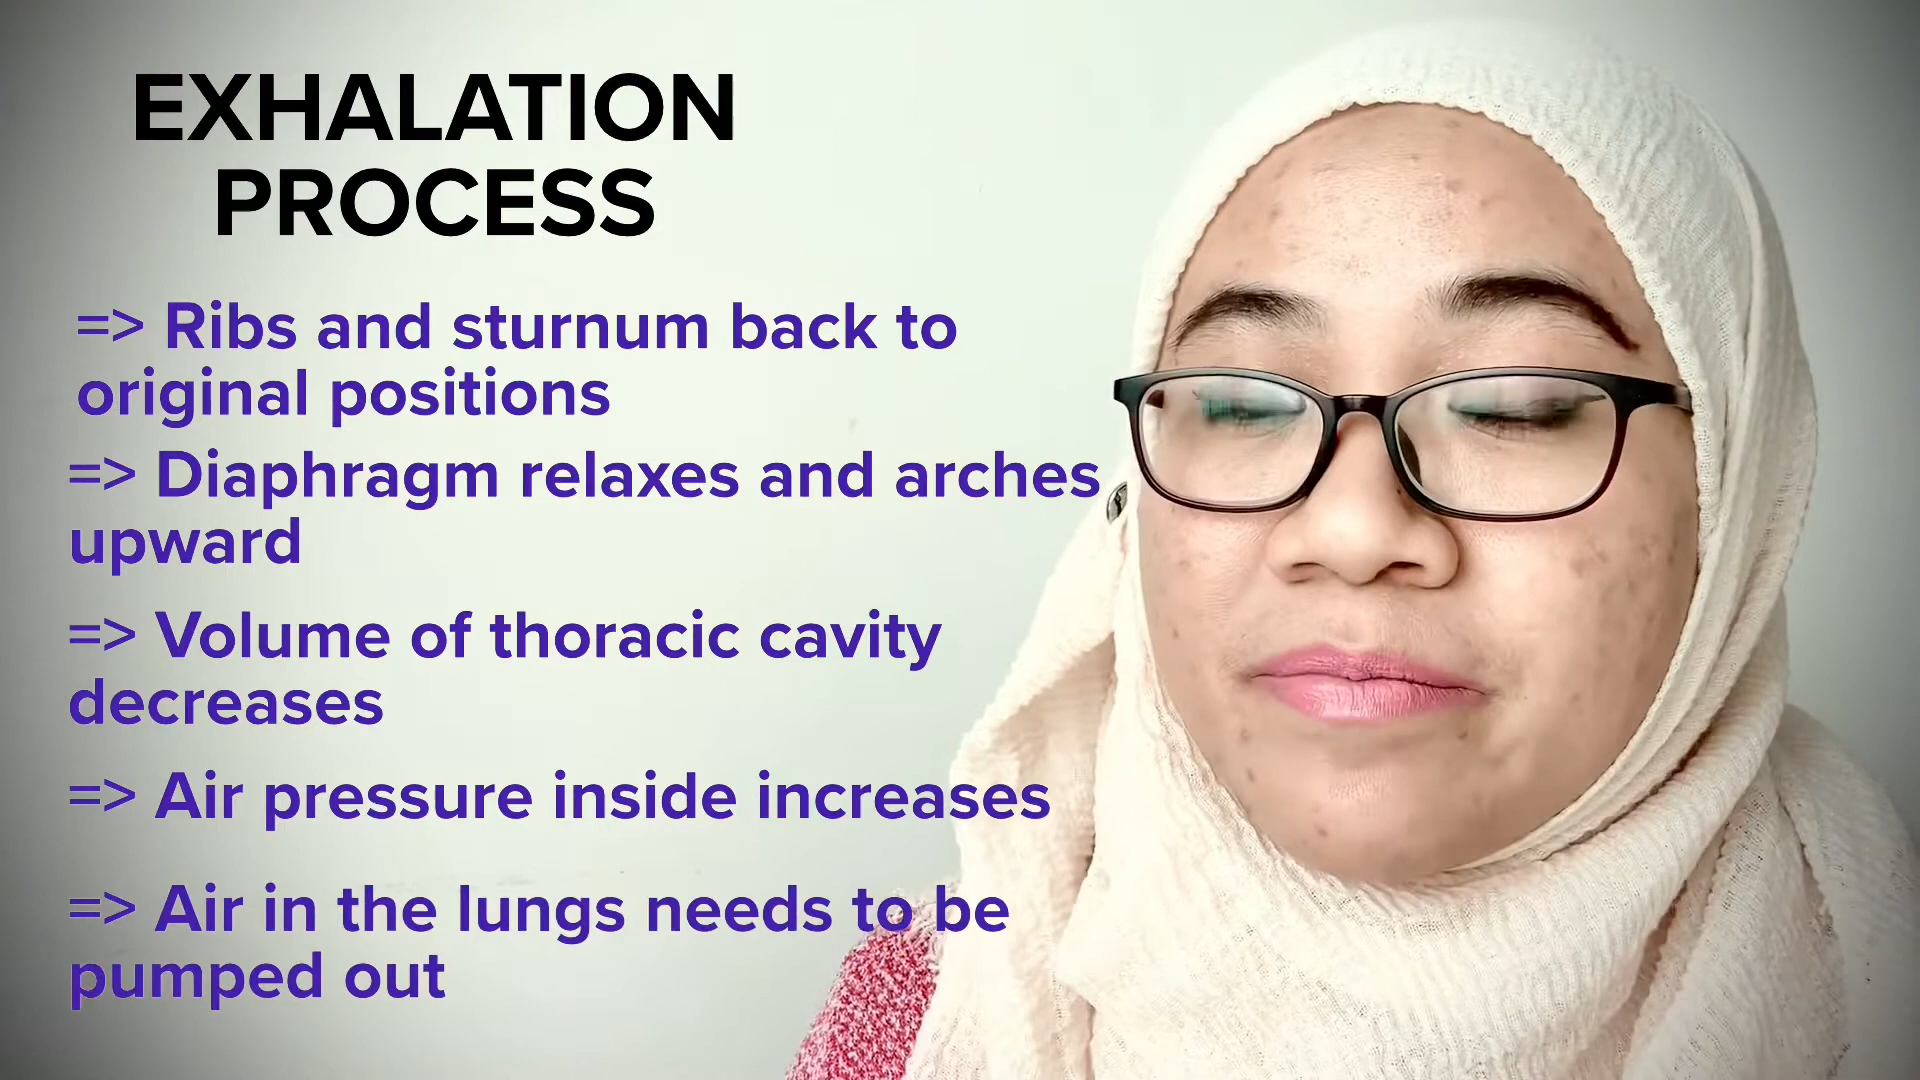 EXHALATION
PROCESS
=> Ribs and sturnum back to
original positions
=> Diaphragm relaxes and arches
upward
=> Volume of thoracic cavity
decreases
=> Air pressure inside increases
=> Air in the lungs needs to be
pumped out